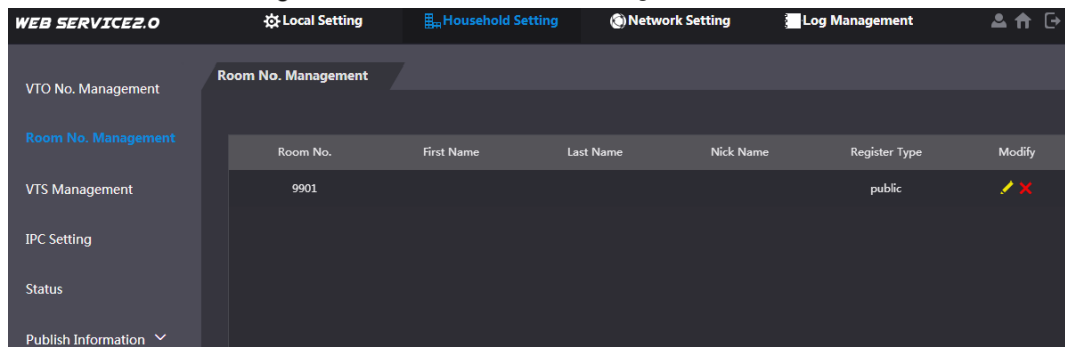 WEB SERVICE2.0 Local Setting Household Setting Network Setting Log Management
Room No. Management
VTO No. Management
Room No. Management
VTS Management
IPC Setting
Status
Publish Information
Room No. First Name Last Name Nick Name Register Type Modify
9901 public